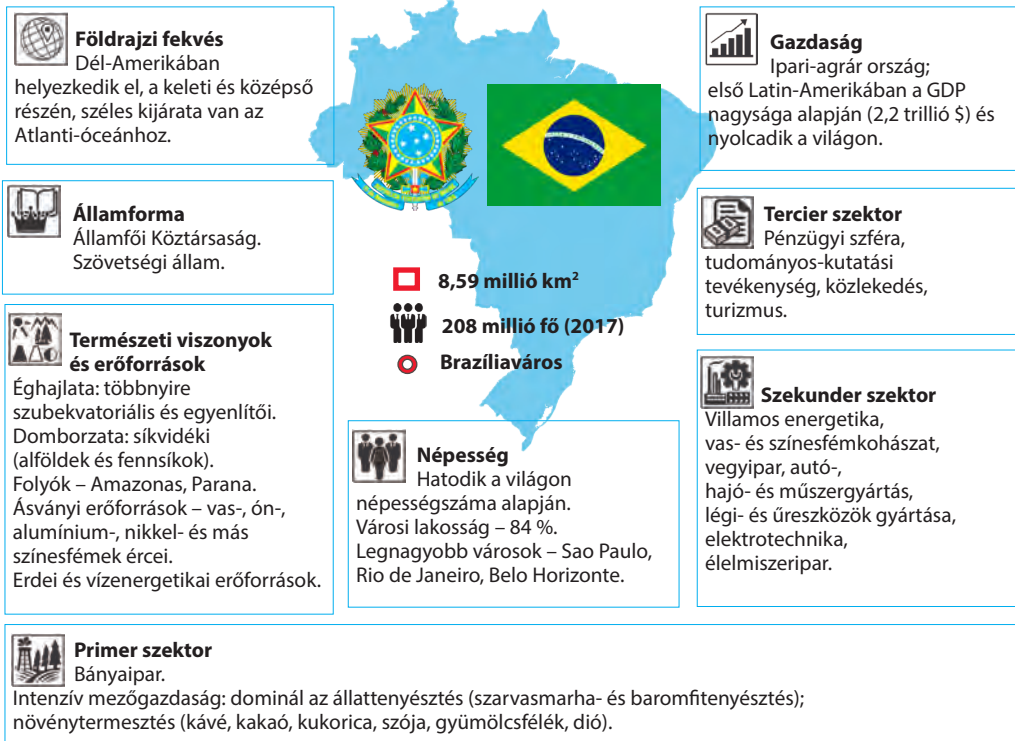 Földrajzi fekvés
Dél-Amerikában
helyezkedik el, a keleti és középső
részén, széles kijárata van az
Atlanti-óceánhoz.
Államforma
Államfői Köztársaság.
Szövetségi állam.
Természeti viszonyok
és erőforrások
Éghajlata: többnyire
szubekvatoriális és egyenlítői.
Domborzata: síkvidéki
(alföldek és fennsíkok).
Folyók – Amazonas, Parana.
Ásványi erőforrások – vas-, ón-,
alumínium-, nikkel- és más
színesfémek ércei.
Erdei és vízenergetikai erőforrások.
8,59 millió km²
208 millió fő (2017)
Brazíliaváros
Népesség
Hatodik a világon
népességszáma alapján.
Városi lakosság – 84 %.
Legnagyobb városok – Sao Paulo,
Rio de Janeiro, Belo Horizonte.
Gazdaság
Ipari-agrár ország;
első Latin-Amerikában a GDP
nagysága alapján (2,2 trillió $) és
nyolcadik a világon.
Tercier szektor
Pénzügyi szféra,
tudományos-kutatási
tevékenység, közlekedés,
turizmus.
Szekunder szektor
Villamos energetika,
vas- és színesfémkohászat,
vegyipar, autó-,
hajó- és műszergyártás,
légi- és űreszközök gyártása,
elektrotechnika,
élelmiszeripar.
Primer szektor
Bányaipar.
Intenzív mezőgazdaság: dominál az állattenyésztés (szarvasmarha- és baromfitenyésztés);
növénytermesztés (kávé, kakaó, kukorica, szója, gyümölcsfélék, dió).